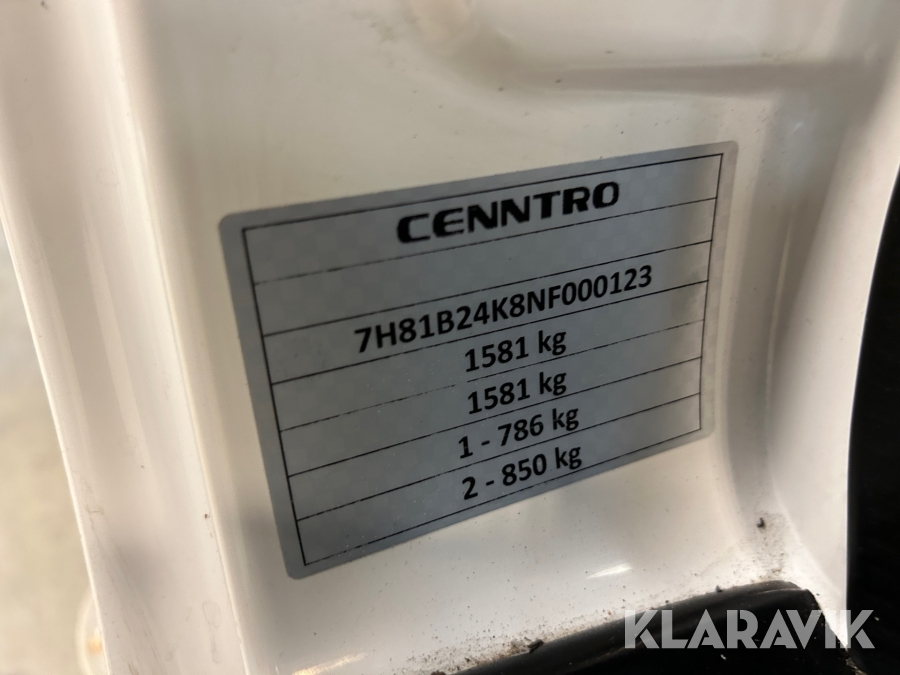 CENNTRO
7H81B24K8NF000123
1581 kg
1581 kg
1 - 786 kg
2 - 850 kg
KLARAVIK